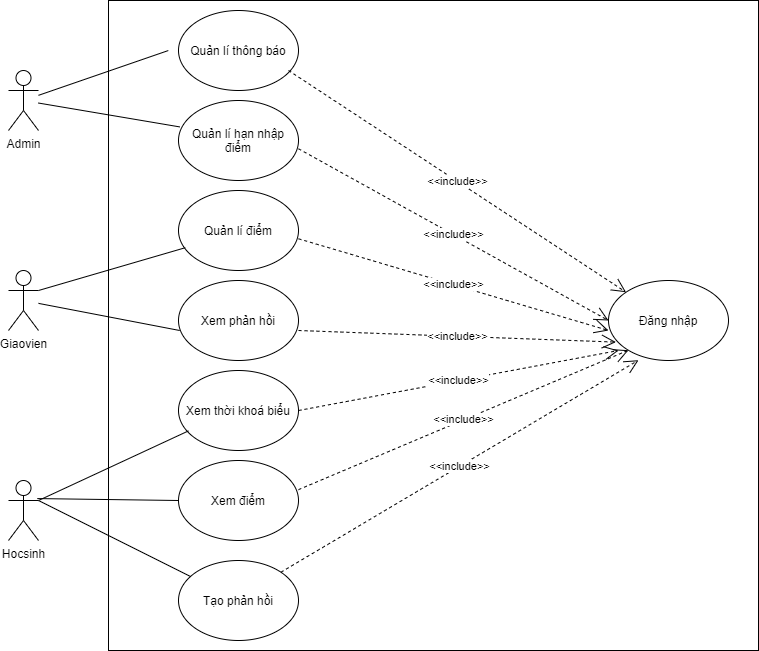 Quản lí thông báo
Admin
Quản lí hạn nhập
điểm
<<include>>
<<include>>
Quản lí điểm
<<include>>
Giaovien
Xem phản hồi
<<include>>
Đăng nhập
Xem thời khoá biểu
<<include>>
<<include>>
<<include>>
Hocsinh
Xem điểm
Tạo phản hồi